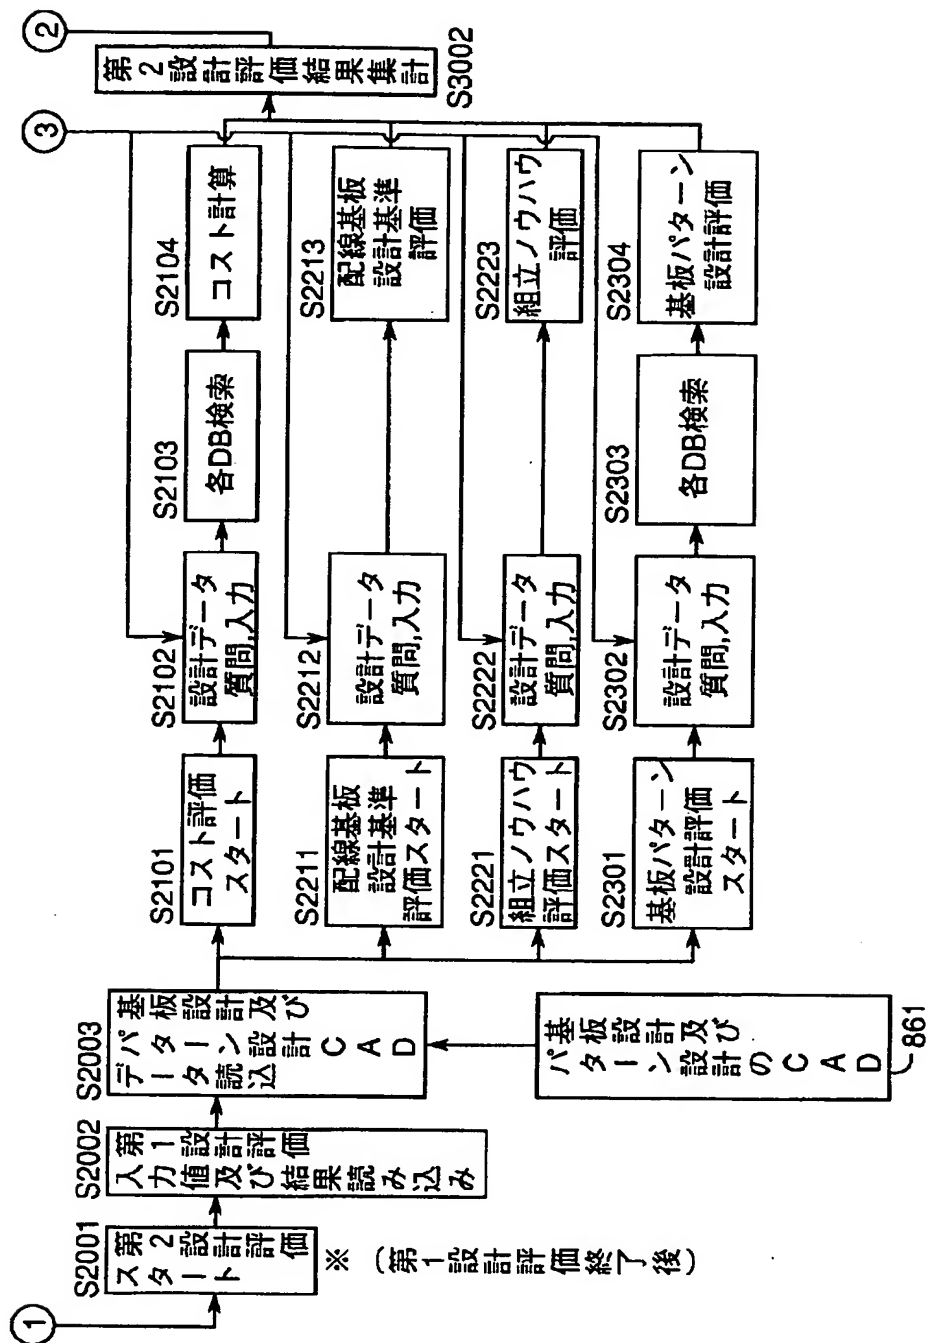 ①
S2001
第2設計評価
スタート
※
(第1設計評価終了後)
S2002
第1設計評価
入力値及び
結果読み込み
S2003
基板設計及び
パターン設計CAD
データ読込
基板設計及び
パターン設計
のCAD
861
S2101
コスト評価
スタート
S2102
設計データ
質問,入力
S2103
各DB検索
S2104
コスト計算
S2211
配線基板
設計基準
評価スタート
S2212
設計データ
質問,入力
S2213
配線基板
設計基準
評価
S2221
組立ノウハウ
評価スタート
S2222
設計データ
質問,入力
S2223
組立ノウハウ
評価
S2301
基板パターン
設計評価
スタート
S2302
設計データ
質問,入力
S2303
各DB検索
S2304
基板パターン
設計評価
③
第2設計評価結果集計
S3002
②